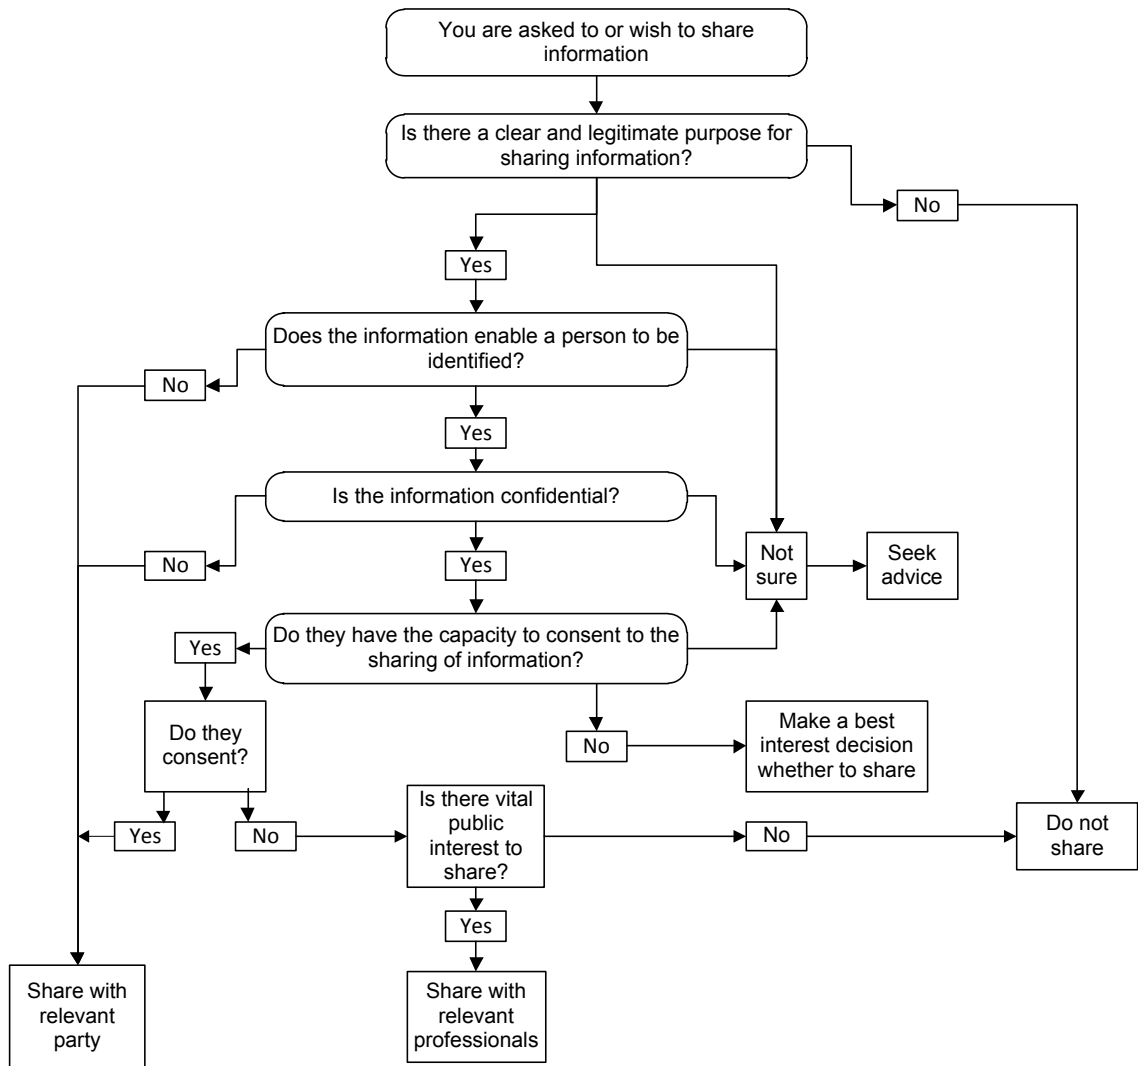 You are asked to or wish to share
information
Is there a clear and legitimate purpose for
sharing information?
No
Yes
Does the information enable a person to be
identified?
No
Yes
Is the information confidential?
No
Yes
Not
sure
Seek
advice
Do they have the capacity to consent to the
sharing of information?
Yes
Do they
consent?
No
Make a best
interest decision
whether to share
Yes
No
Is there vital
public
interest to
share?
No
Do not
share
Yes
Share with
relevant
party
Share with
relevant
professionals